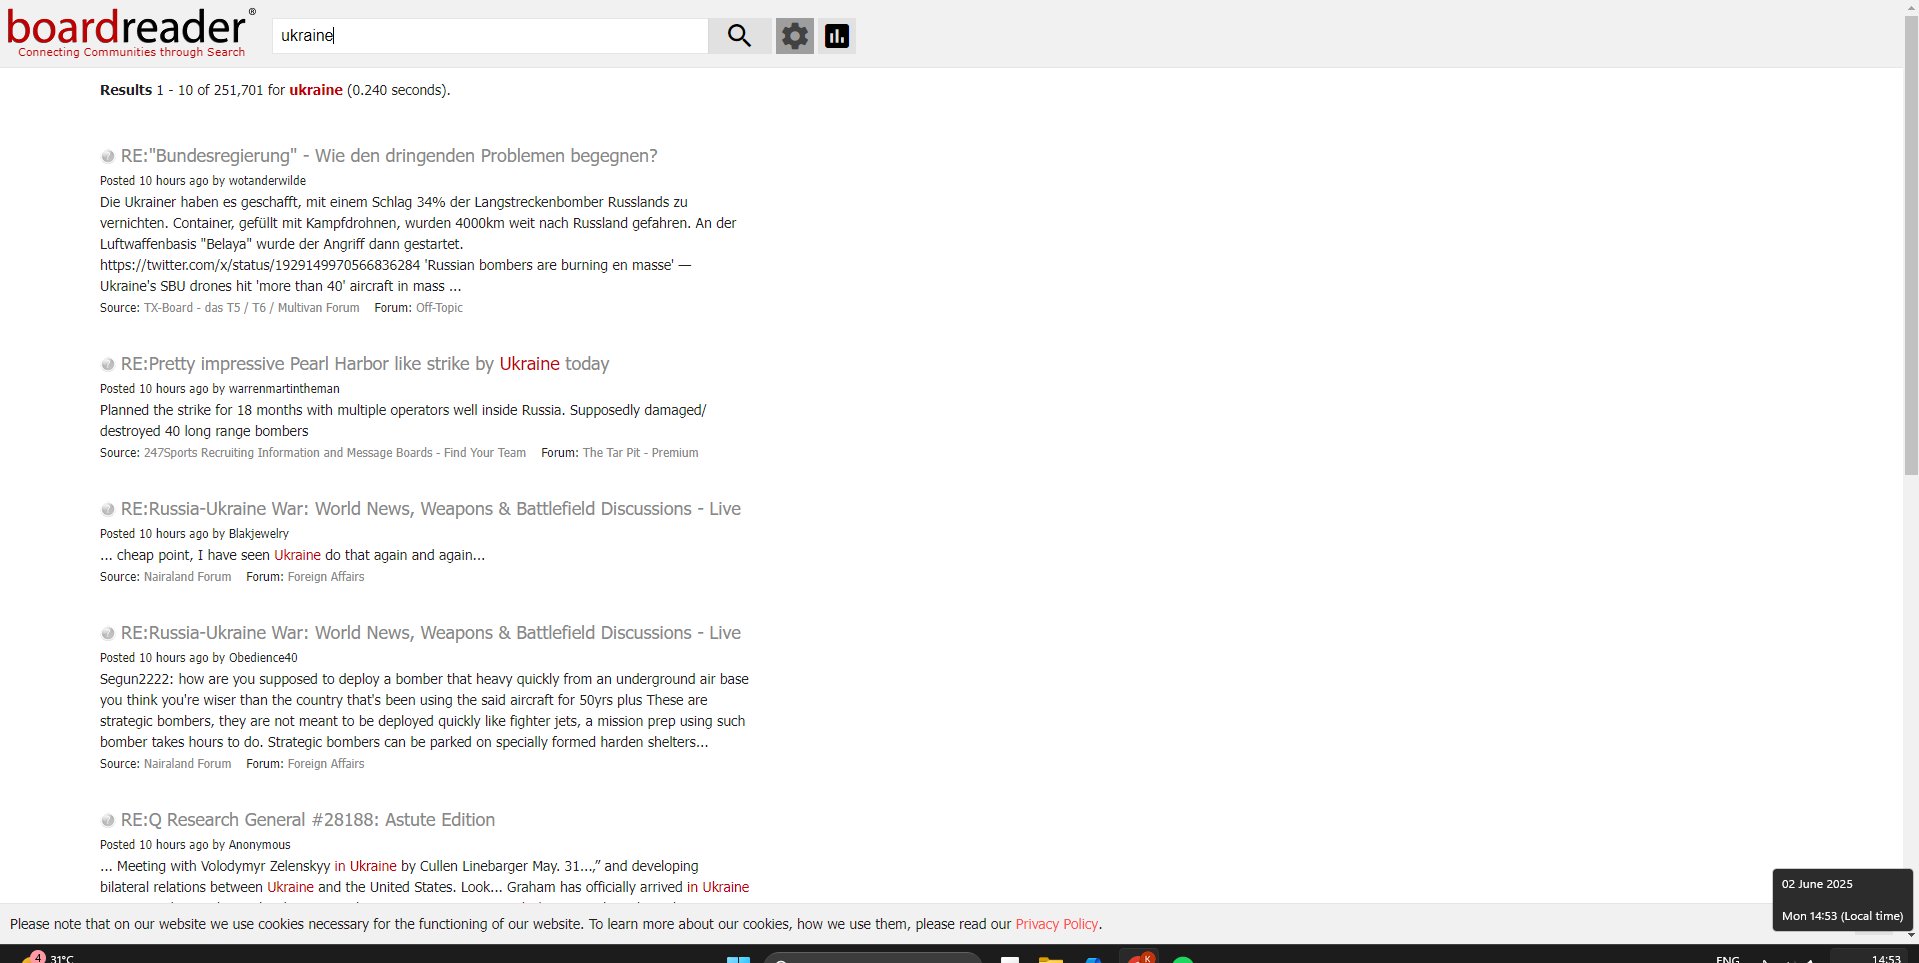 boardreader®
Connecting Communities through Search
ukraine
Results 1 - 10 of 251,701 for ukraine (0.240 seconds).
RE:"Bundesregierung" - Wie den dringenden Problemen begegnen?
Posted 10 hours ago by wotanderwilde
Die Ukrainer haben es geschafft, mit einem Schlag 34% der Langstreckenbomber Russlands zu
vernichten. Container, gefüllt mit Kampfdrohnen, wurden 4000km weit nach Russland gefahren. An der
Luftwaffenbasis "Belaya" wurde der Angriff dann gestartet.
https://twitter.com/x/status/1929149970566836284 'Russian bombers are burning en masse' —
Ukraine's SBU drones hit 'more than 40' aircraft in mass ...
Source: TX-Board - das T5 / T6 / Multivan Forum Forum: Off-Topic
RE:Pretty impressive Pearl Harbor like strike by Ukraine today
Posted 10 hours ago by warrenmartintheman
Planned the strike for 18 months with multiple operators well inside Russia. Supposedly damaged/
destroyed 40 long range bombers
Source: 247Sports Recruiting Information and Message Boards - Find Your Team Forum: The Tar Pit - Premium
RE:Russia-Ukraine War: World News, Weapons & Battlefield Discussions - Live
Posted 10 hours ago by Blakjewelry
... cheap point, I have seen Ukraine do that again and again...
Source: Nairaland Forum Forum: Foreign Affairs
RE:Russia-Ukraine War: World News, Weapons & Battlefield Discussions - Live
Posted 10 hours ago by Obedience40
Segun2222: how are you supposed to deploy a bomber that heavy quickly from an underground air base
you think you're wiser than the country that's been using the said aircraft for 50yrs plus These are
strategic bombers, they are not meant to be deployed quickly like fighter jets, a mission prep using such
bomber takes hours to do. Strategic bombers can be parked on specially formed harden shelters...
Source: Nairaland Forum Forum: Foreign Affairs
RE:Q Research General #28188: Astute Edition
Posted 10 hours ago by Anonymous
... Meeting with Volodymyr Zelenskyy in Ukraine by Cullen Linebarger May. 31...,” and developing
bilateral relations between Ukraine and the United States. Look... Graham has officially arrived in Ukraine
02 June 2025
Mon 14:53 (Local time)
Please note that on our website we use cookies necessary for the functioning of our website. To learn more about our cookies, how we use them, please read our Privacy Policy.
4
31°C
K
ENG
14:53